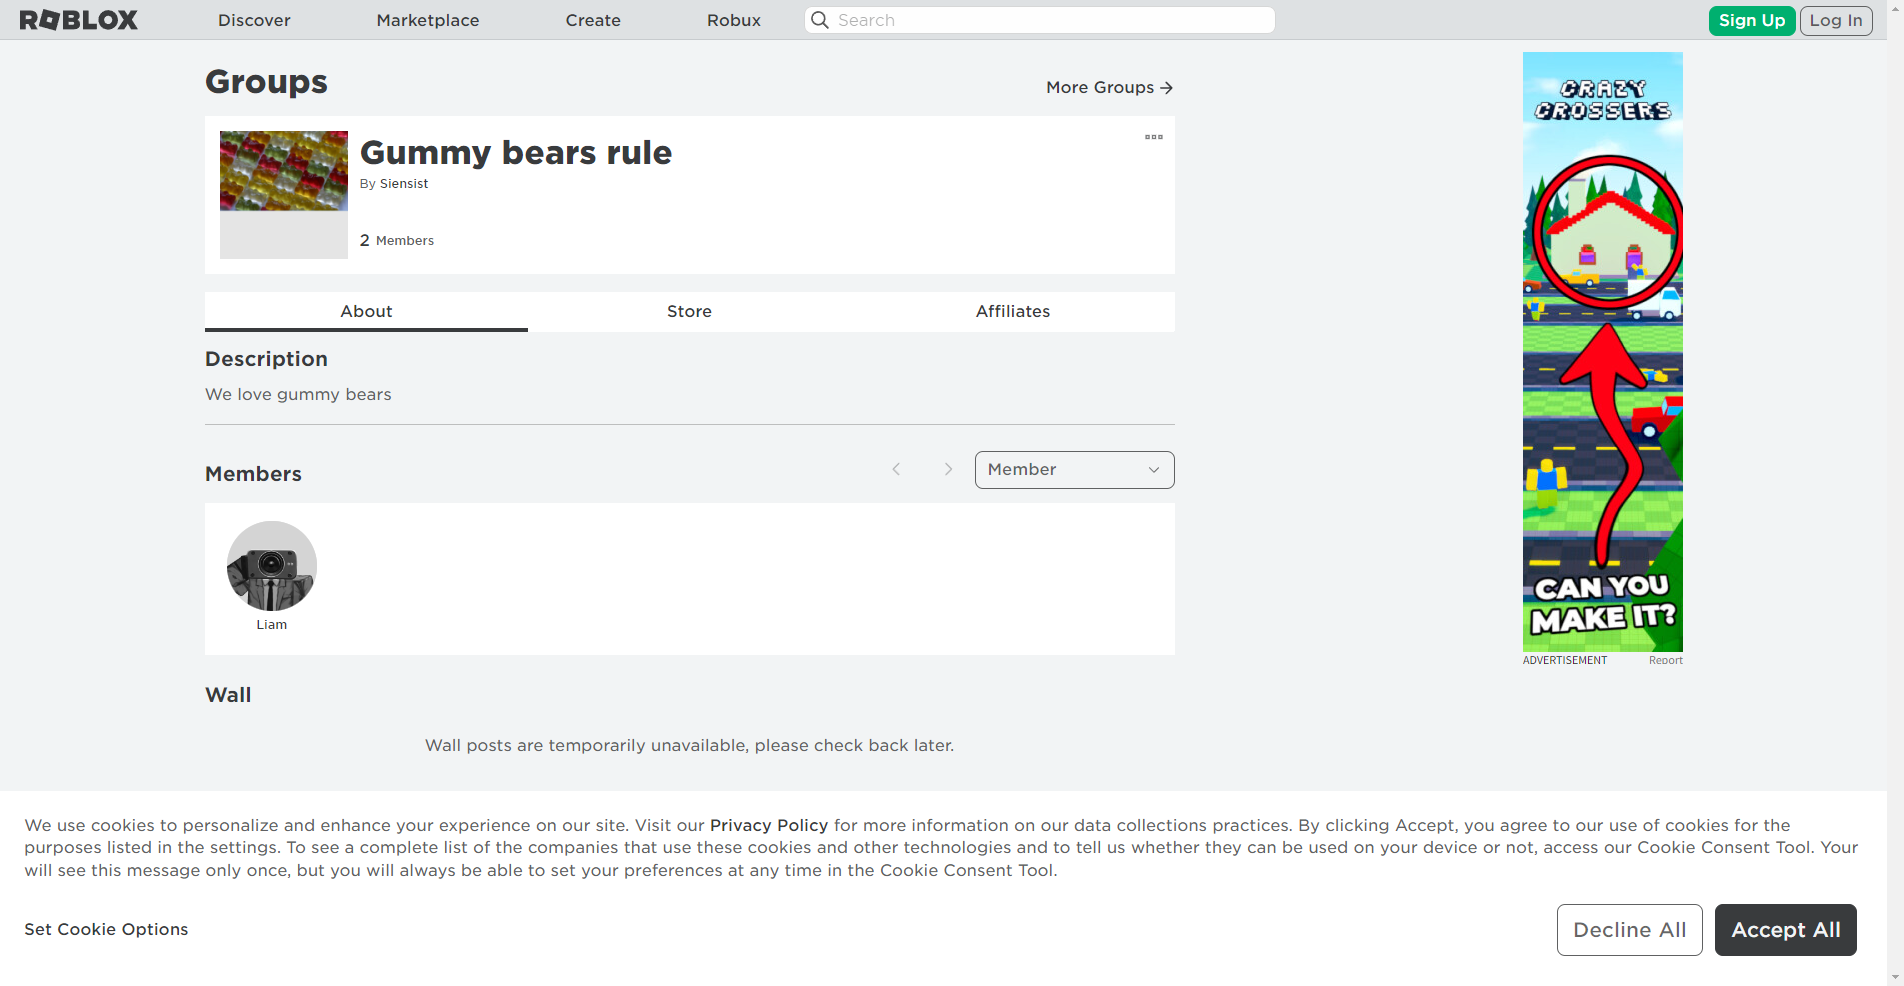 ROBLOX
Discover
Marketplace
Create
Robux
Search
Sign Up
Log In
Groups
More Groups
Gummy bears rule
By Siensist
2 Members
About
Store
Affiliates
Description
We love gummy bears
Members
Member
Liam
Wall
Wall posts are temporarily unavailable, please check back later.
CRAZY
CROSSERS
CAN YOU
MAKE IT?
ADVERTISEMENT
Report
We use cookies to personalize and enhance your experience on our site. Visit our Privacy Policy for more information on our data collections practices. By clicking Accept, you agree to our use of cookies for the
purposes listed in the settings. To see a complete list of the companies that use these cookies and other technologies and to tell us whether they can be used on your device or not, access our Cookie Consent Tool. Your
will see this message only once, but you will always be able to set your preferences at any time in the Cookie Consent Tool.
Set Cookie Options
Decline All
Accept All